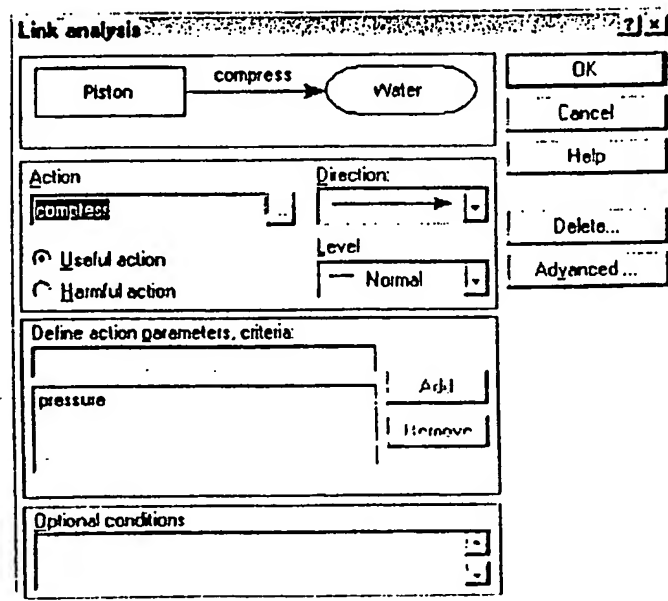 Link analysis ? x
compress
Piston Water
OK
Cancel
Help
Delete...
Advanced ...
Action Direction:
compress ...
Useful action
Harmful action
Level
Normal
Define action parameters, criteria:
Add
pressure
Remove
Optional conditions